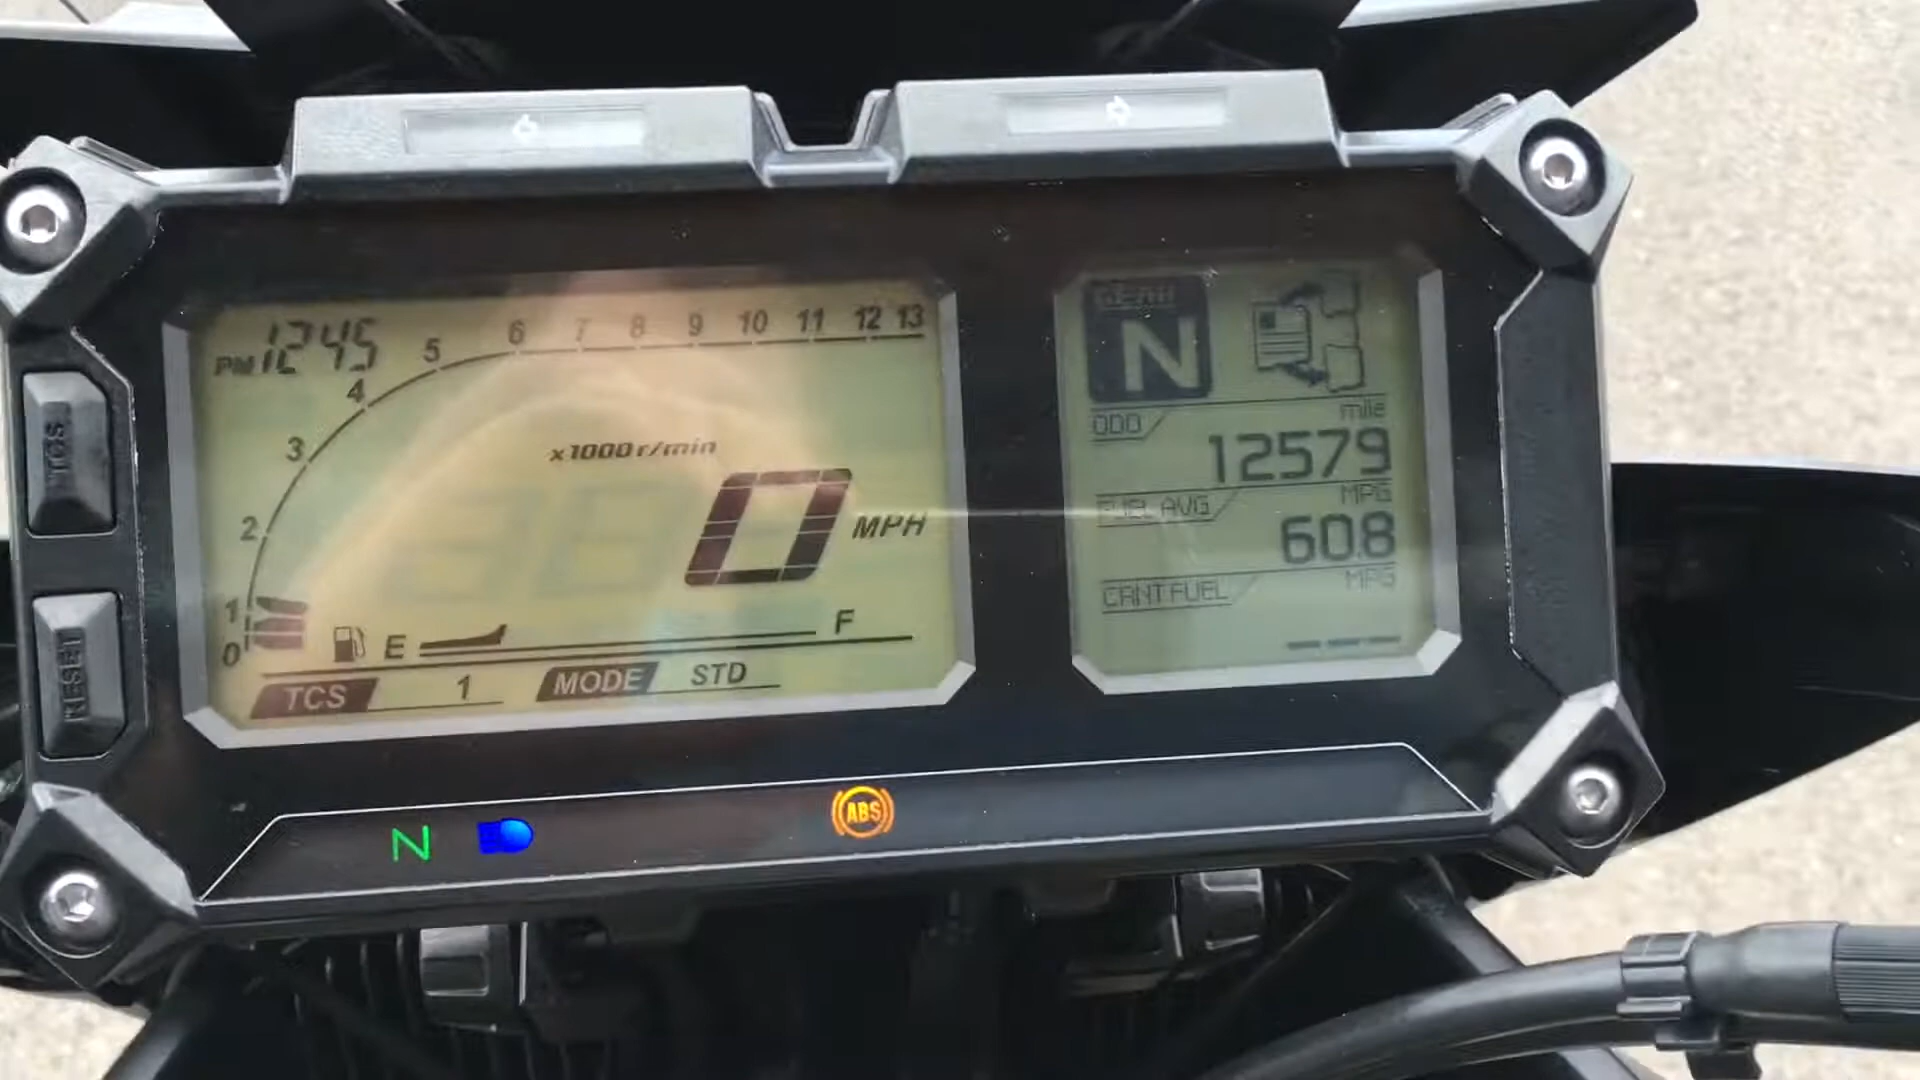 PM 12 45
0 1 2 3 4 5 6 7 8 9 10 11 12 13
x1000 r/min
0 MPH
E F
TCS 1 MODE STD
GEAR
N
ODO mile
12579
FUEL AVG MPG
60.8
CRNT FUEL MPG
--- --- ---
TCS
RESET
N ABS